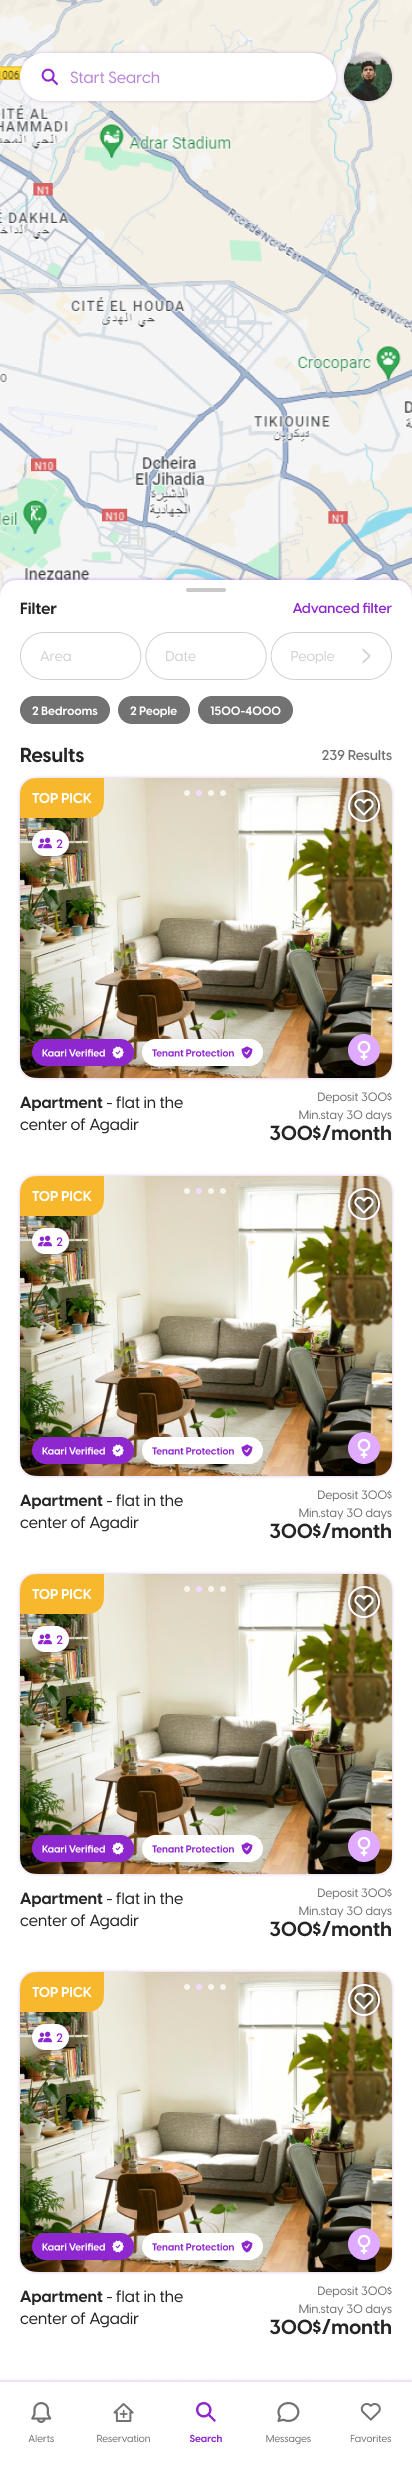 Start Search
1006
CITÉ AL
HAMMADI
الحي المحمدي
Adrar Stadium
N1
DAKHLA
حي الداخلة
Rocade Nord-Est
CITÉ EL HOUDA
حي الهدى
Rocade Nord
Crocoparc
TIKIOUINE
تيكوين
D
N10
Dcheira
El Jihadia
الدشيرة
الجهادية
N10
N1
leil
Inezgane
Filter
Advanced filter
Area
Date
People
2 Bedrooms
2 People
1500-4000
Results
239 Results
TOP PICK
2
Kaari Verified
Tenant Protection
Apartment - flat in the
center of Agadir
Deposit 300$
Min.stay 30 days
300$/month
TOP PICK
2
Kaari Verified
Tenant Protection
Apartment - flat in the
center of Agadir
Deposit 300$
Min.stay 30 days
300$/month
TOP PICK
2
Kaari Verified
Tenant Protection
Apartment - flat in the
center of Agadir
Deposit 300$
Min.stay 30 days
300$/month
TOP PICK
2
Kaari Verified
Tenant Protection
Apartment - flat in the
center of Agadir
Deposit 300$
Min.stay 30 days
300$/month
Alerts
Reservation
Search
Messages
Favorites